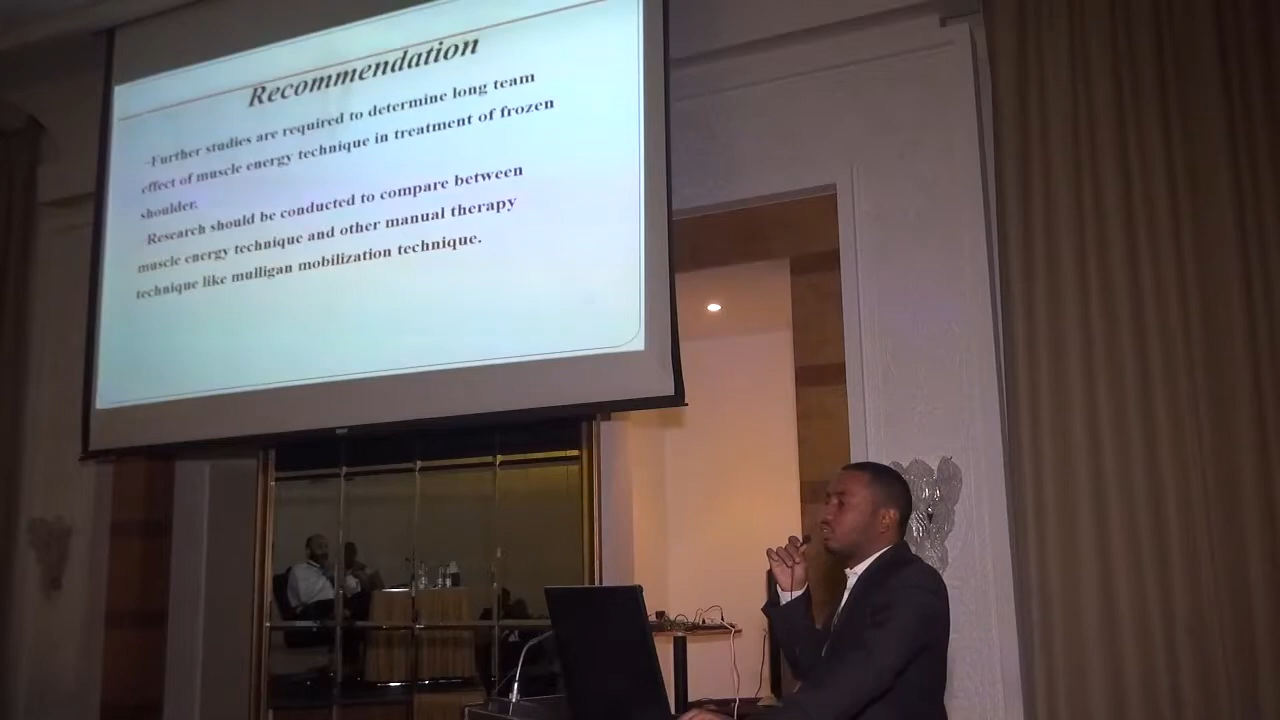 Recommendation
-Further studies are required to determine long team
effect of muscle energy technique in treatment of frozen
shoulder.
-Research should be conducted to compare between
muscle energy technique and other manual therapy
technique like mulligan mobilization technique.